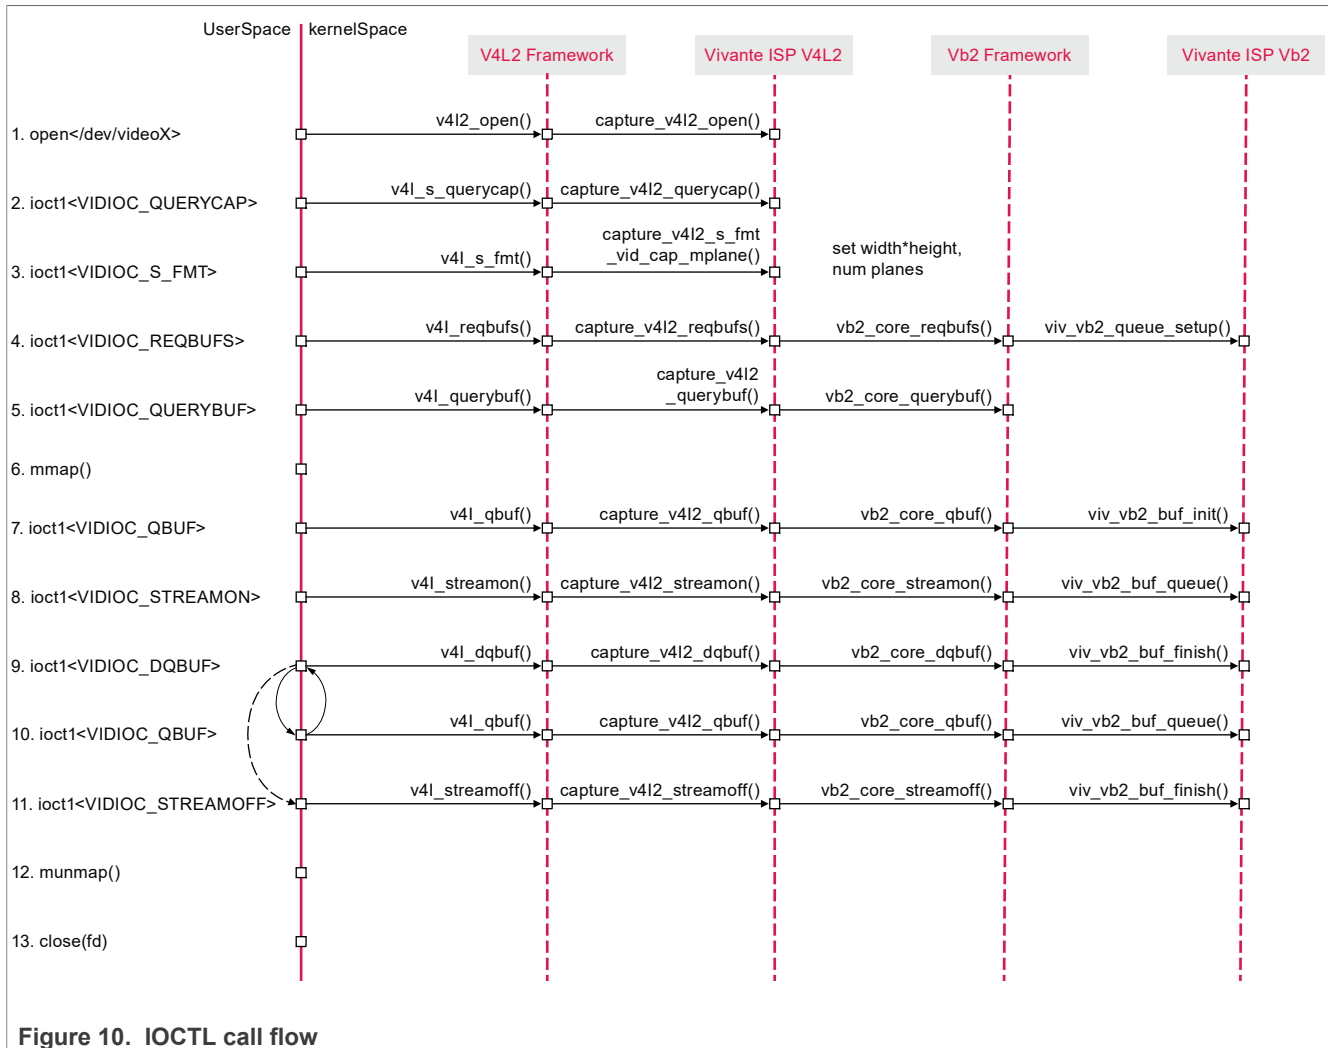 UserSpace kernelSpace
V4L2 Framework Vivante ISP V4L2 Vb2 Framework Vivante ISP Vb2
1. open</dev/videoX> v4l2_open() capture_v4l2_open()
2. ioct1<VIDIOC_QUERYCAP> v4l_s_querycap() capture_v4l2_querycap()
capture_v4l2_s_fmt
_vid_cap_mplane()
set width*height,
num planes
3. ioct1<VIDIOC_S_FMT> v4l_s_fmt()
4. ioct1<VIDIOC_REQBUFS> v4l_reqbufs() capture_v4l2_reqbufs() vb2_core_reqbufs() viv_vb2_queue_setup()
capture_v4l2
_querybuf()
5. ioct1<VIDIOC_QUERYBUF> v4l_querybuf() vb2_core_querybuf()
6. mmap()
7. ioct1<VIDIOC_QBUF> v4l_qbuf() capture_v4l2_qbuf() vb2_core_qbuf() viv_vb2_buf_init()
8. ioct1<VIDIOC_STREAMON> v4l_streamon() capture_v4l2_streamon() vb2_core_streamon() viv_vb2_buf_queue()
9. ioct1<VIDIOC_DQBUF> v4l_dqbuf() capture_v4l2_dqbuf() vb2_core_dqbuf() viv_vb2_buf_finish()
10. ioct1<VIDIOC_QBUF> v4l_qbuf() capture_v4l2_qbuf() vb2_core_qbuf() viv_vb2_buf_queue()
11. ioct1<VIDIOC_STREAMOFF> v4l_streamoff() capture_v4l2_streamoff() vb2_core_streamoff() viv_vb2_buf_finish()
12. munmap()
13. close(fd)
Figure 10. IOCTL call flow